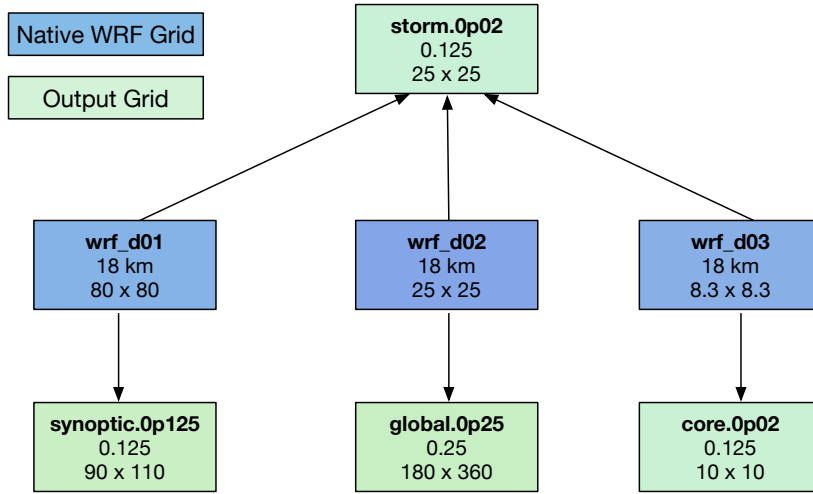 Native WRF Grid
Output Grid
storm.0p02
0.125
25 x 25
wrf_d01
18 km
80 x 80
wrf_d02
18 km
25 x 25
wrf_d03
18 km
8.3 x 8.3
synoptic.0p125
0.125
90 x 110
global.0p25
0.25
180 x 360
core.0p02
0.125
10 x 10